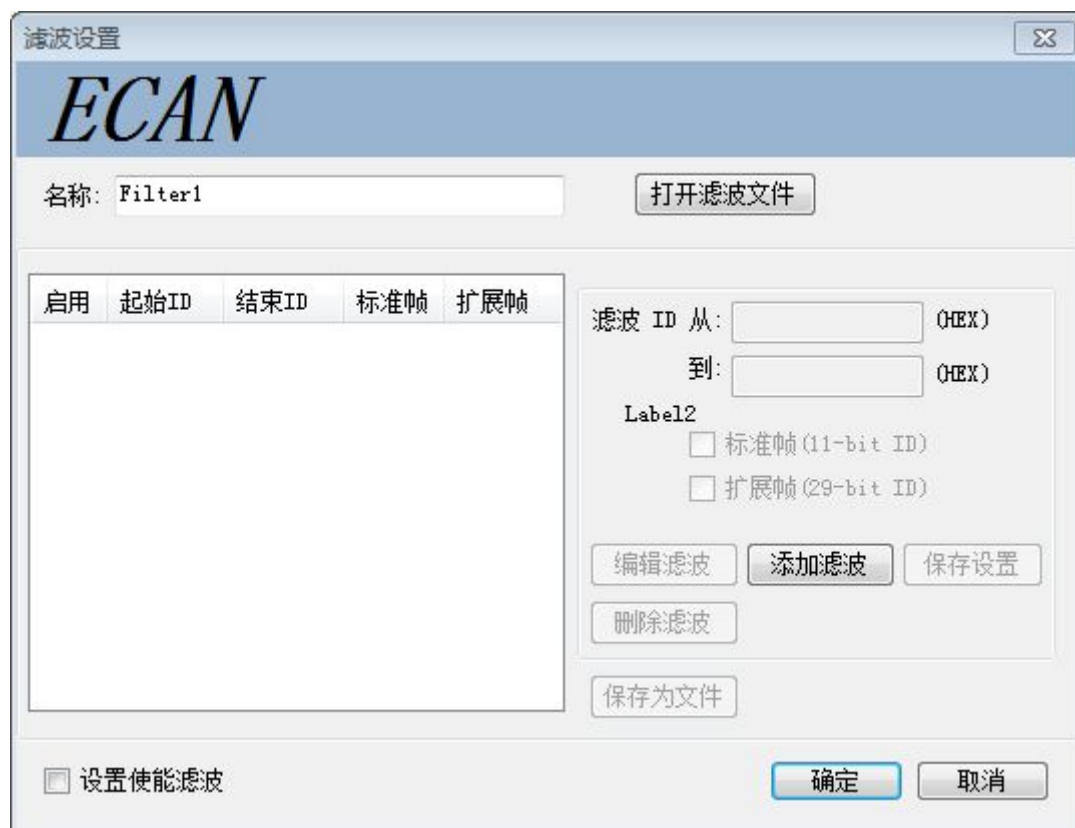 滤波设置
ECAN
名称: Filter1 打开滤波文件
启用 起始ID 结束ID 标准帧 扩展帧
滤波 ID 从: (HEX)
到: (HEX)
Label2
标准帧(11-bit ID)
扩展帧(29-bit ID)
编辑滤波 添加滤波 保存设置
删除滤波
保存为文件
设置使能滤波 确定 取消